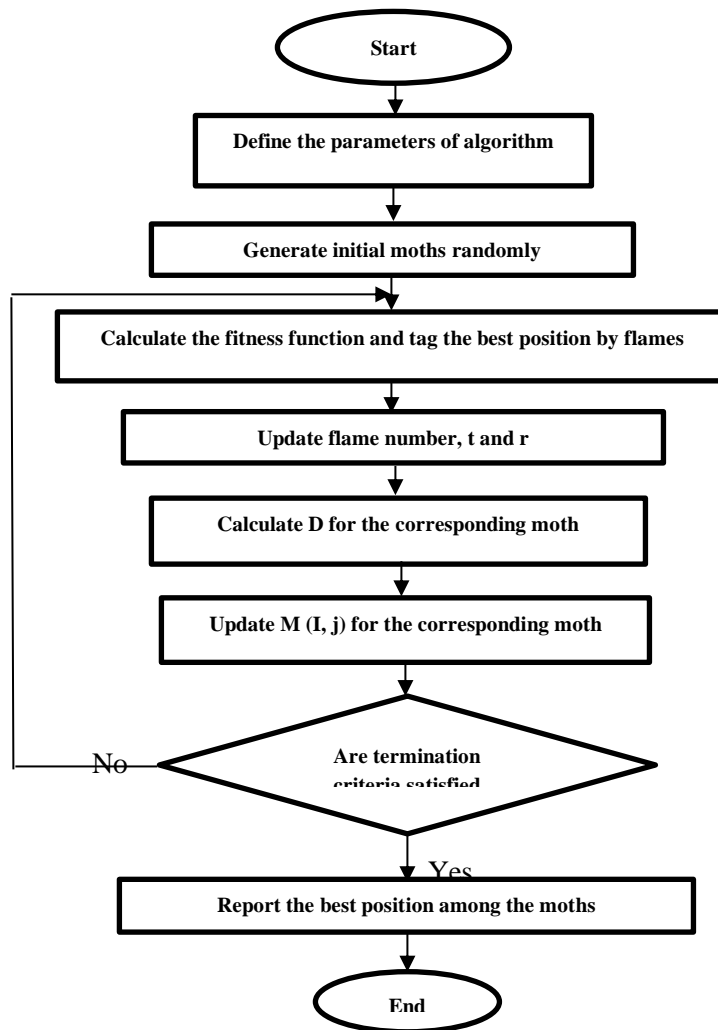 Start
Define the parameters of algorithm
Generate initial moths randomly
Calculate the fitness function and tag the best position by flames
Update flame number, t and r
Calculate D for the corresponding moth
Update M (I, j) for the corresponding moth
Are termination
criteria satisfied
No
Yes
Report the best position among the moths
End